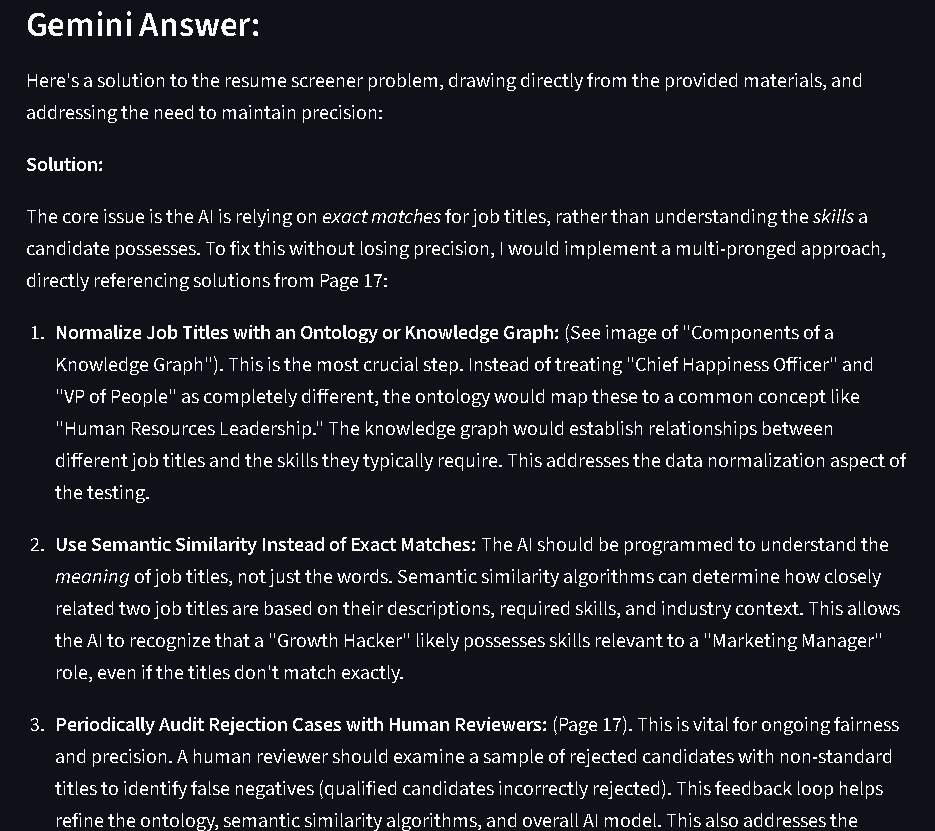 Gemini Answer:
Here's a solution to the resume screener problem, drawing directly from the provided materials, and
addressing the need to maintain precision:
Solution:
The core issue is the AI is relying on exact matches for job titles, rather than understanding the skills a
candidate possesses. To fix this without losing precision, I would implement a multi-pronged approach,
directly referencing solutions from Page 17:
1. Normalize Job Titles with an Ontology or Knowledge Graph: (See image of "Components of a
Knowledge Graph"). This is the most crucial step. Instead of treating "Chief Happiness Officer" and
"VP of People" as completely different, the ontology would map these to a common concept like
"Human Resources Leadership." The knowledge graph would establish relationships between
different job titles and the skills they typically require. This addresses the data normalization aspect of
the testing.
2. Use Semantic Similarity Instead of Exact Matches: The AI should be programmed to understand the
meaning of job titles, not just the words. Semantic similarity algorithms can determine how closely
related two job titles are based on their descriptions, required skills, and industry context. This allows
the AI to recognize that a "Growth Hacker" likely possesses skills relevant to a "Marketing Manager"
role, even if the titles don't match exactly.
3. Periodically Audit Rejection Cases with Human Reviewers: (Page 17). This is vital for ongoing fairness
and precision. A human reviewer should examine a sample of rejected candidates with non-standard
titles to identify false negatives (qualified candidates incorrectly rejected). This feedback loop helps
refine the ontology, semantic similarity algorithms, and overall AI model. This also addresses the